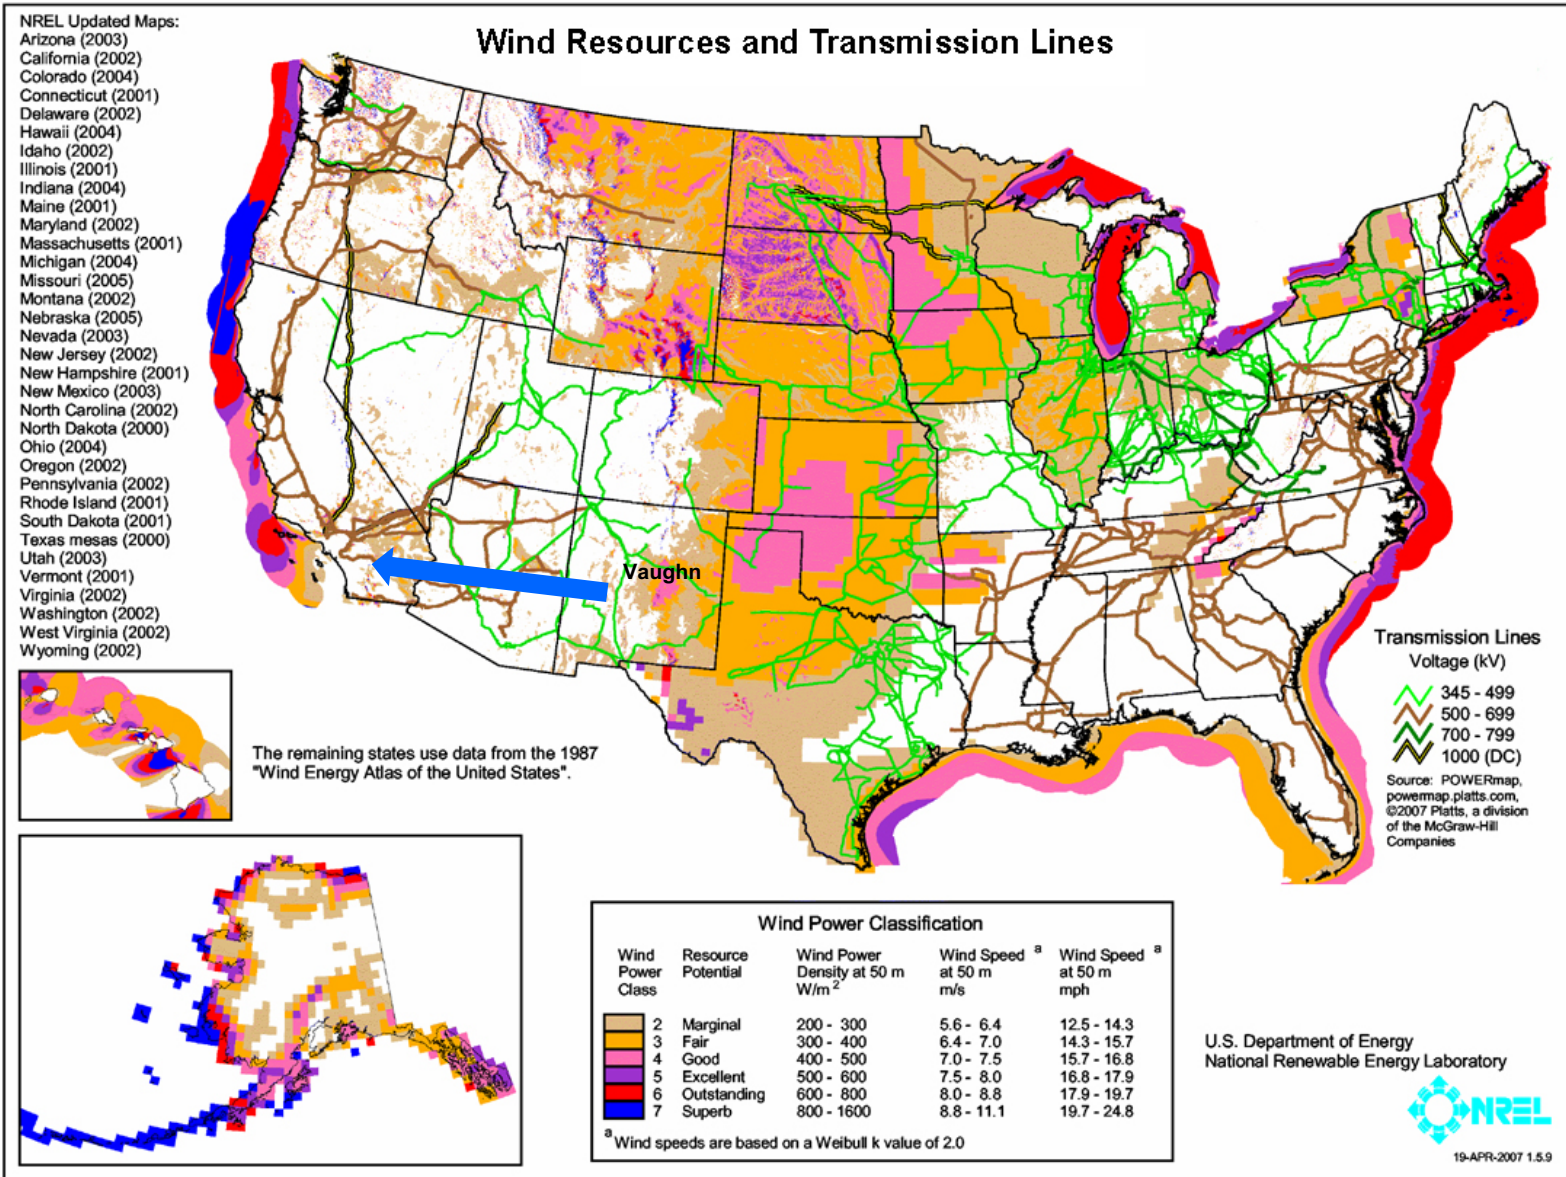 Wind Resources and Transmission Lines
NREL Updated Maps:
Arizona (2003)
California (2002)
Colorado (2004)
Connecticut (2001)
Delaware (2002)
Hawaii (2004)
Idaho (2002)
Illinois (2001)
Indiana (2004)
Maine (2001)
Maryland (2002)
Massachusetts (2001)
Michigan (2004)
Missouri (2005)
Montana (2002)
Nebraska (2005)
Nevada (2003)
New Jersey (2002)
New Hampshire (2001)
New Mexico (2003)
North Carolina (2002)
North Dakota (2000)
Ohio (2004)
Oregon (2002)
Pennsylvania (2002)
Rhode Island (2001)
South Dakota (2001)
Texas mesas (2000)
Utah (2003)
Vermont (2001)
Virginia (2002)
Washington (2002)
West Virginia (2002)
Wyoming (2002)
Vaughn
The remaining states use data from the 1987
"Wind Energy Atlas of the United States".
Transmission Lines
Voltage (kV)
345 - 499
500 - 699
700 - 799
1000 (DC)
Source: POWERmap,
powermap.platts.com,
©2007 Platts, a division
of the McGraw-Hill
Companies
Wind Power Classification
Wind Resource Wind Power Wind Speed a Wind Speed a
Power Potential Density at 50 m at 50 m at 50 m
Class W/m 2 m/s mph
2 Marginal 200 - 300 5.6 - 6.4 12.5 - 14.3
3 Fair 300 - 400 6.4 - 7.0 14.3 - 15.7
4 Good 400 - 500 7.0 - 7.5 15.7 - 16.8
5 Excellent 500 - 600 7.5 - 8.0 16.8 - 17.9
6 Outstanding 600 - 800 8.0 - 8.8 17.9 - 19.7
7 Superb 800 - 1600 8.8 - 11.1 19.7 - 24.8
a Wind speeds are based on a Weibull k value of 2.0
U.S. Department of Energy
National Renewable Energy Laboratory
NREL
19-APR-2007 1.5.9